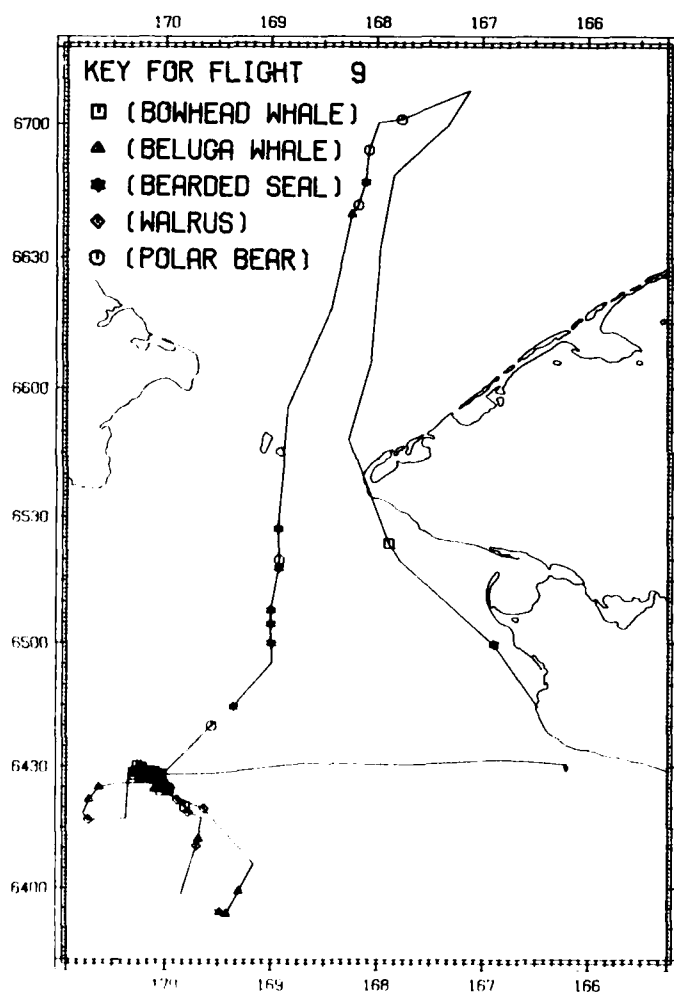 170 169 168 167 166
KEY FOR FLIGHT 9
(BOWHEAD WHALE)
(BELUGA WHALE)
(BEARDED SEAL)
(WALRUS)
(POLAR BEAR)
6700
6630
6600
6530
6500
6430
6400
170 169 168 167 166